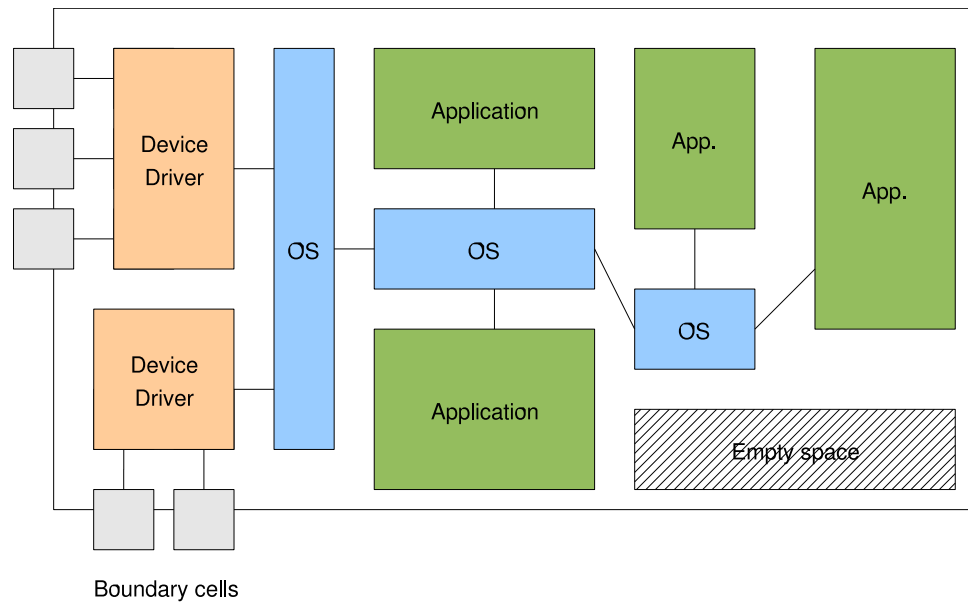 Device
Driver
OS
Application
OS
Application
App.
OS
App.
Device
Driver
Empty space
Boundary cells